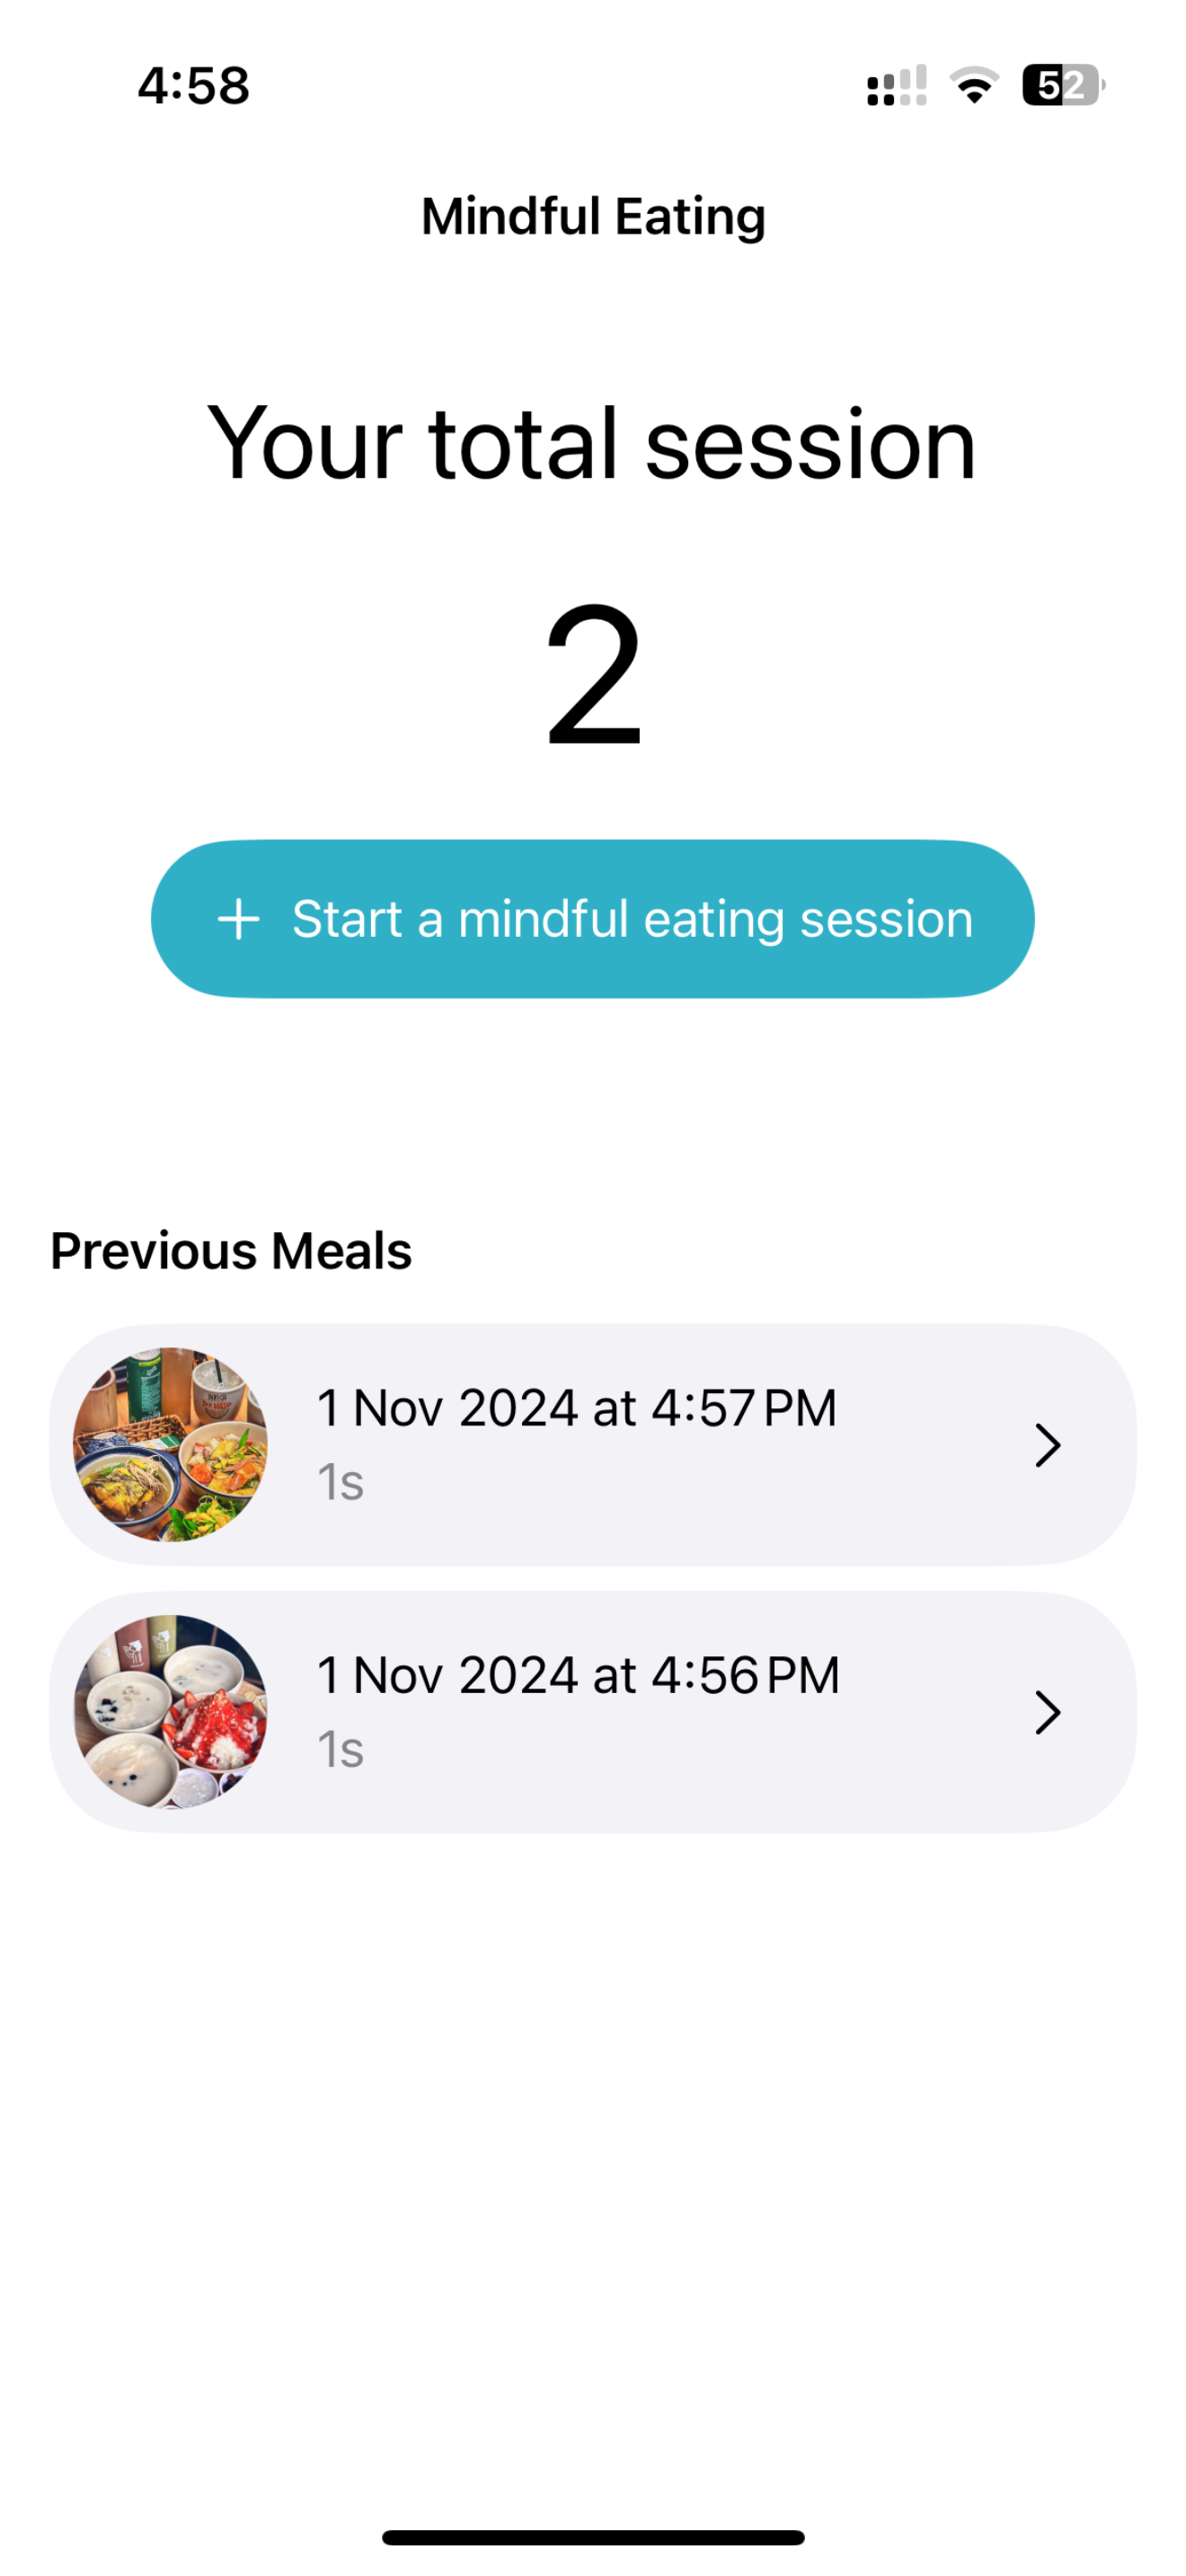 4:58
52
Mindful Eating
Your total session
2
+ Start a mindful eating session
Previous Meals
1 Nov 2024 at 4:57 PM
1s
1 Nov 2024 at 4:56 PM
1s